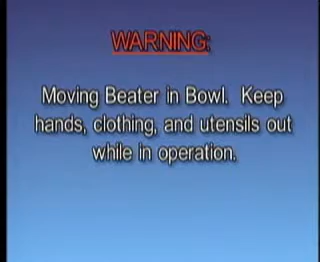 WARNING:
Moving Beater in Bowl. Keep
hands, clothing, and utensils out
while in operation.